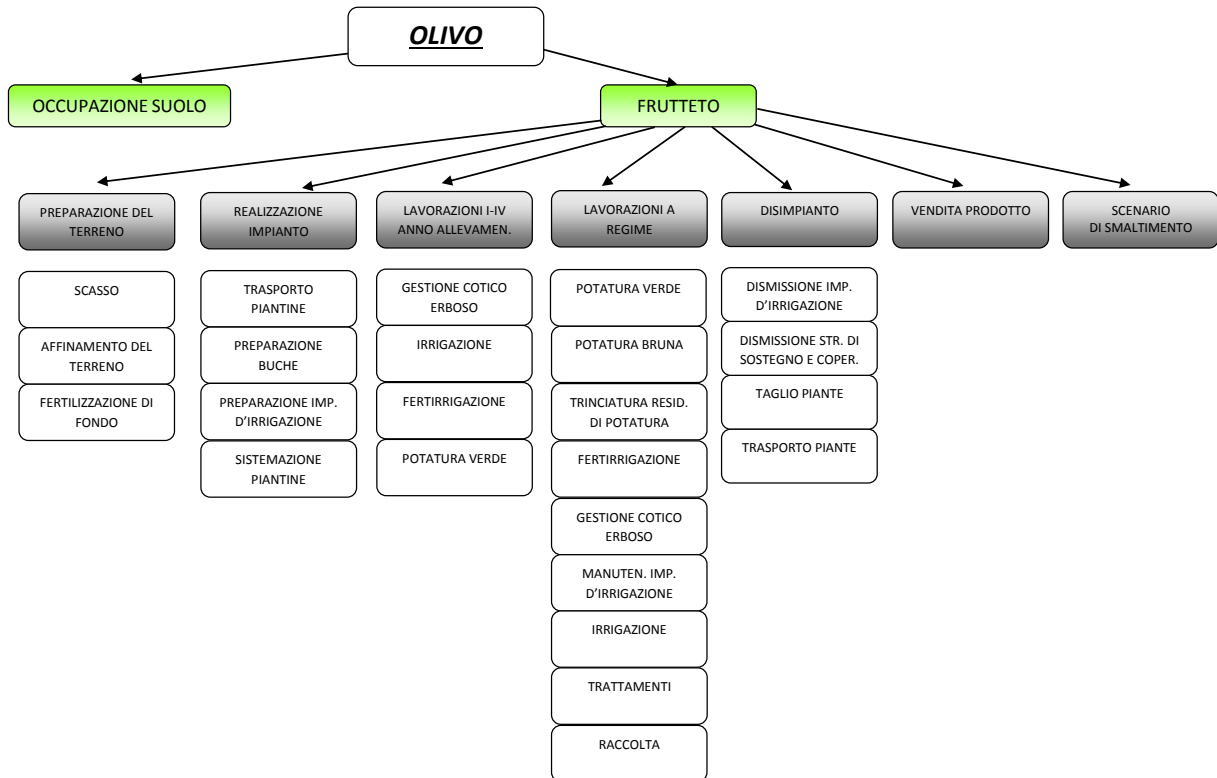 OLIVO
OCCUPAZIONE SUOLO
FRUTTETO
PREPARAZIONE DEL
TERRENO
REALIZZAZIONE
IMPIANTO
LAVORAZIONI I-IV
ANNO ALLEVAMEN.
LAVORAZIONI A
REGIME
DISIMPIANTO
VENDITA PRODOTTO
SCENARIO
DI SMALTIMENTO
SCASSO
AFFINAMENTO DEL
TERRENO
FERTILIZZAZIONE DI
FONDO
TRASPORTO
PIANTINE
PREPARAZIONE
BUCHE
PREPARAZIONE IMP.
D’IRRIGAZIONE
SISTEMAZIONE
PIANTINE
GESTIONE COTICO
ERBOSO
IRRIGAZIONE
FERTIRRIGAZIONE
POTATURA VERDE
POTATURA VERDE
POTATURA BRUNA
TRINCIATURA RESID.
DI POTATURA
FERTIRRIGAZIONE
GESTIONE COTICO
ERBOSO
MANUTEN. IMP.
D’IRRIGAZIONE
IRRIGAZIONE
TRATTAMENTI
RACCOLTA
DISMISSIONE IMP.
D’IRRIGAZIONE
DISMISSIONE STR. DI
SOSTEGNO E COPER.
TAGLIO PIANTE
TRASPORTO PIANTE